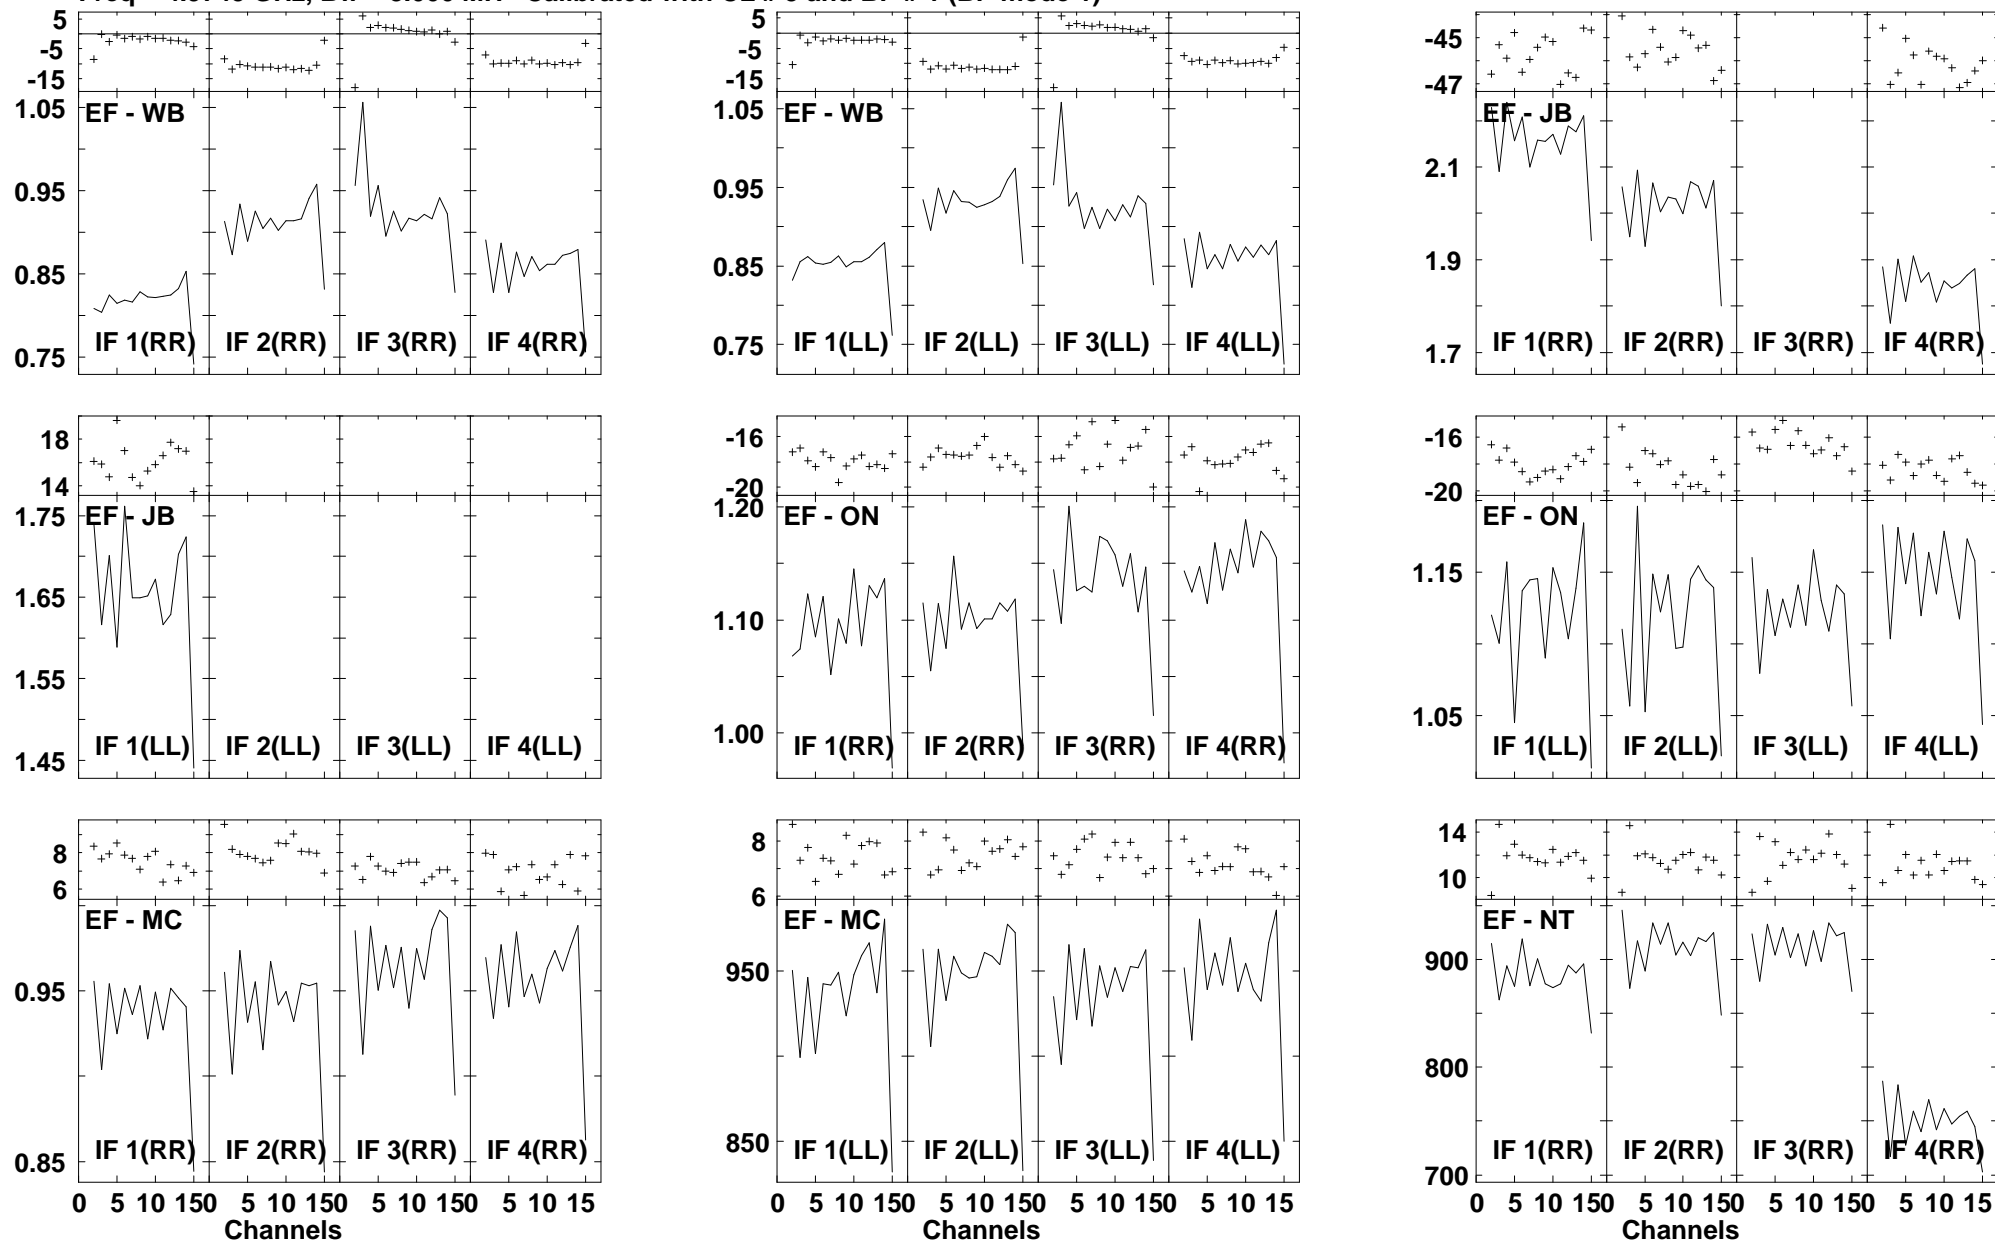 5 5
-5 -5 -45
-15 -15 -47
1.05 EF - WB 1.05 EF - WB EF - JB
2.1
0.95 0.95
1.9
0.85 0.85
IF 1(RR) IF 2(RR) IF 3(RR) IF 4(RR) IF 1(LL) IF 2(LL) IF 3(LL) IF 4(LL) IF 1(RR) IF 2(RR) IF 3(RR) IF 4(RR)
0.75 0.75 1.7
18 -16 -16
14 -20 -20
1.75 EF - JB 1.20 EF - ON EF - ON
1.65 1.10 1.15
1.55
1.00 1.05
IF 1(LL) IF 2(LL) IF 3(LL) IF 4(LL) IF 1(RR) IF 2(RR) IF 3(RR) IF 4(RR) IF 1(LL) IF 2(LL) IF 3(LL) IF 4(LL)
1.45
8 8 14
6 6 10
EF - MC EF - MC EF - NT
0.95 950 900
800
IF 1(RR) IF 2(RR) IF 3(RR) IF 4(RR) IF 1(LL) IF 2(LL) IF 3(LL) IF 4(LL) IF 1(RR) IF 2(RR) IF 3(RR) IF 4(RR)
0.85 850 700
0 5 10 150 5 10 150 5 10 150 5 10 15 0 5 10 150 5 10 150 5 10 150 5 10 15 0 5 10 150 5 10 150 5 10 150 5 10 15
Channels Channels Channels